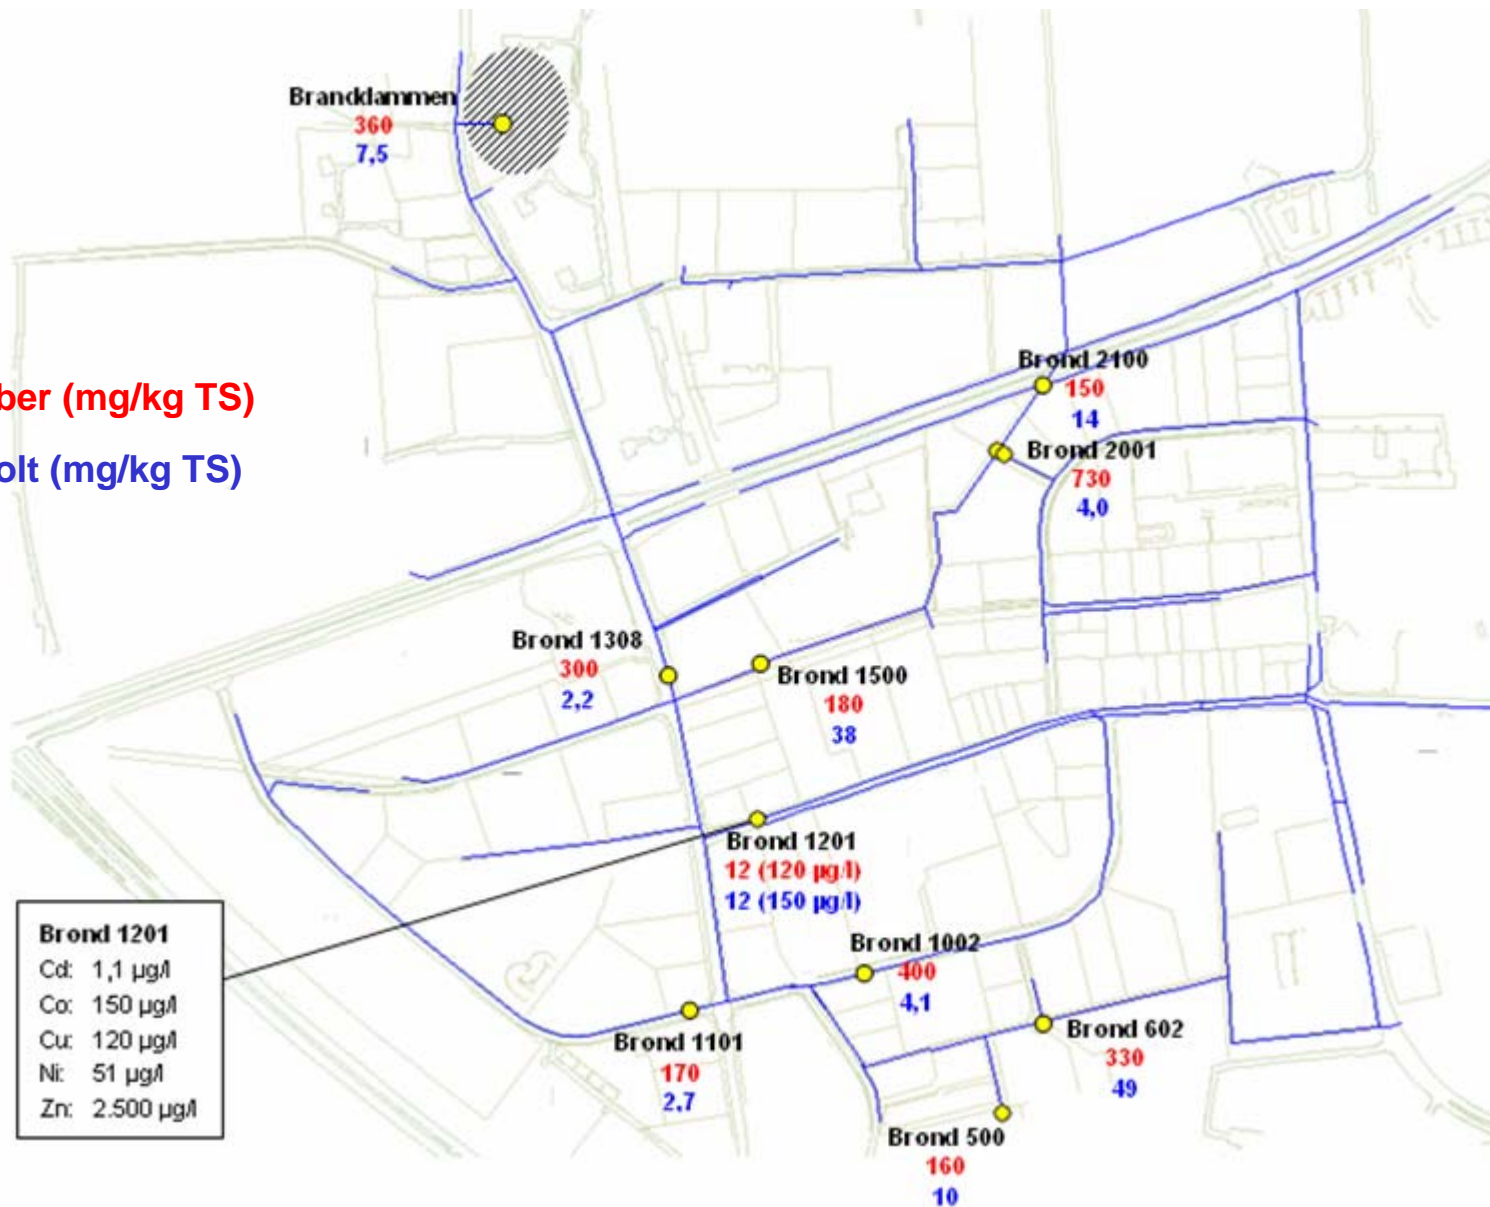 Branddammen
360
7,5
ber (mg/kg TS)
olt (mg/kg TS)
Brond 2100
150
14
Brond 2001
730
4,0
Brond 1308
300
2,2
Brond 1500
180
38
Brond 1201
12 (120 µg/l)
12 (150 µg/l)
Brond 1201
Cd: 1,1 µg/l
Co: 150 µg/l
Cu: 120 µg/l
Ni: 51 µg/l
Zn: 2.500 µg/l
Brond 1002
400
4,1
Brond 1101
170
2,7
Brond 602
330
49
Brond 500
160
10